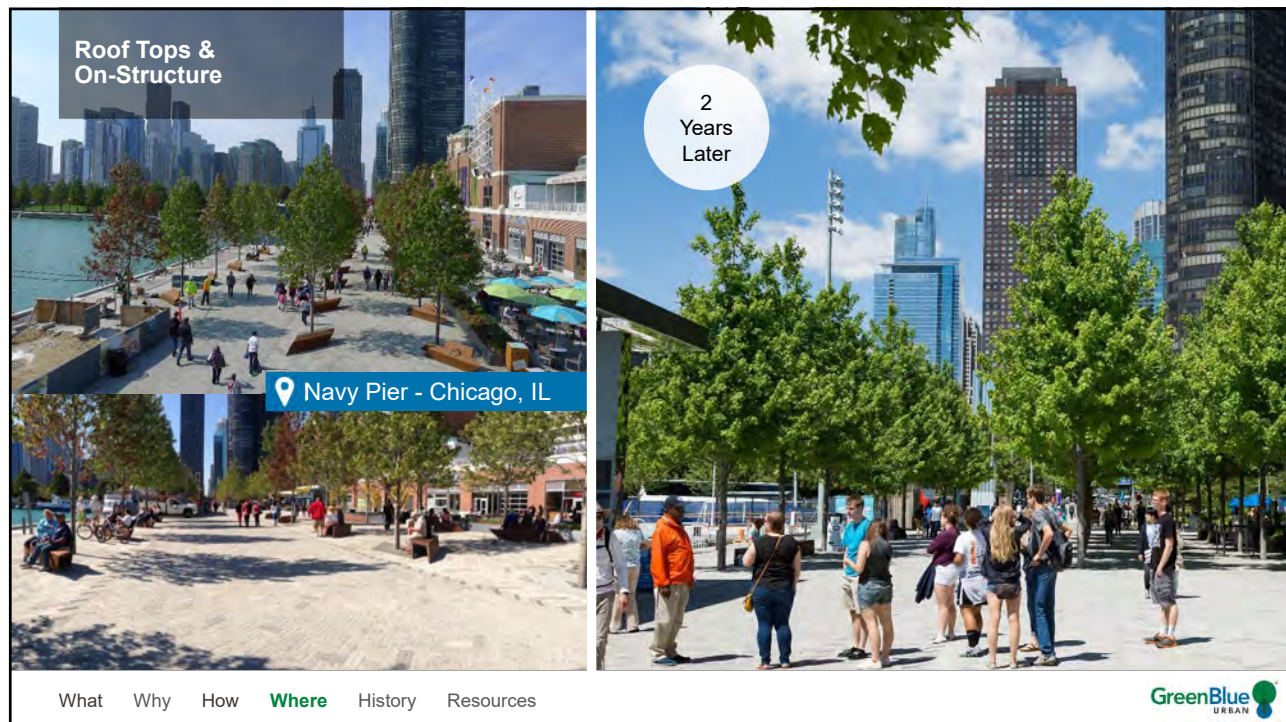 Roof Tops &
On-Structure
Navy Pier - Chicago, IL
2
Years
Later
What Why How Where History Resources
GreenBlue
URBAN